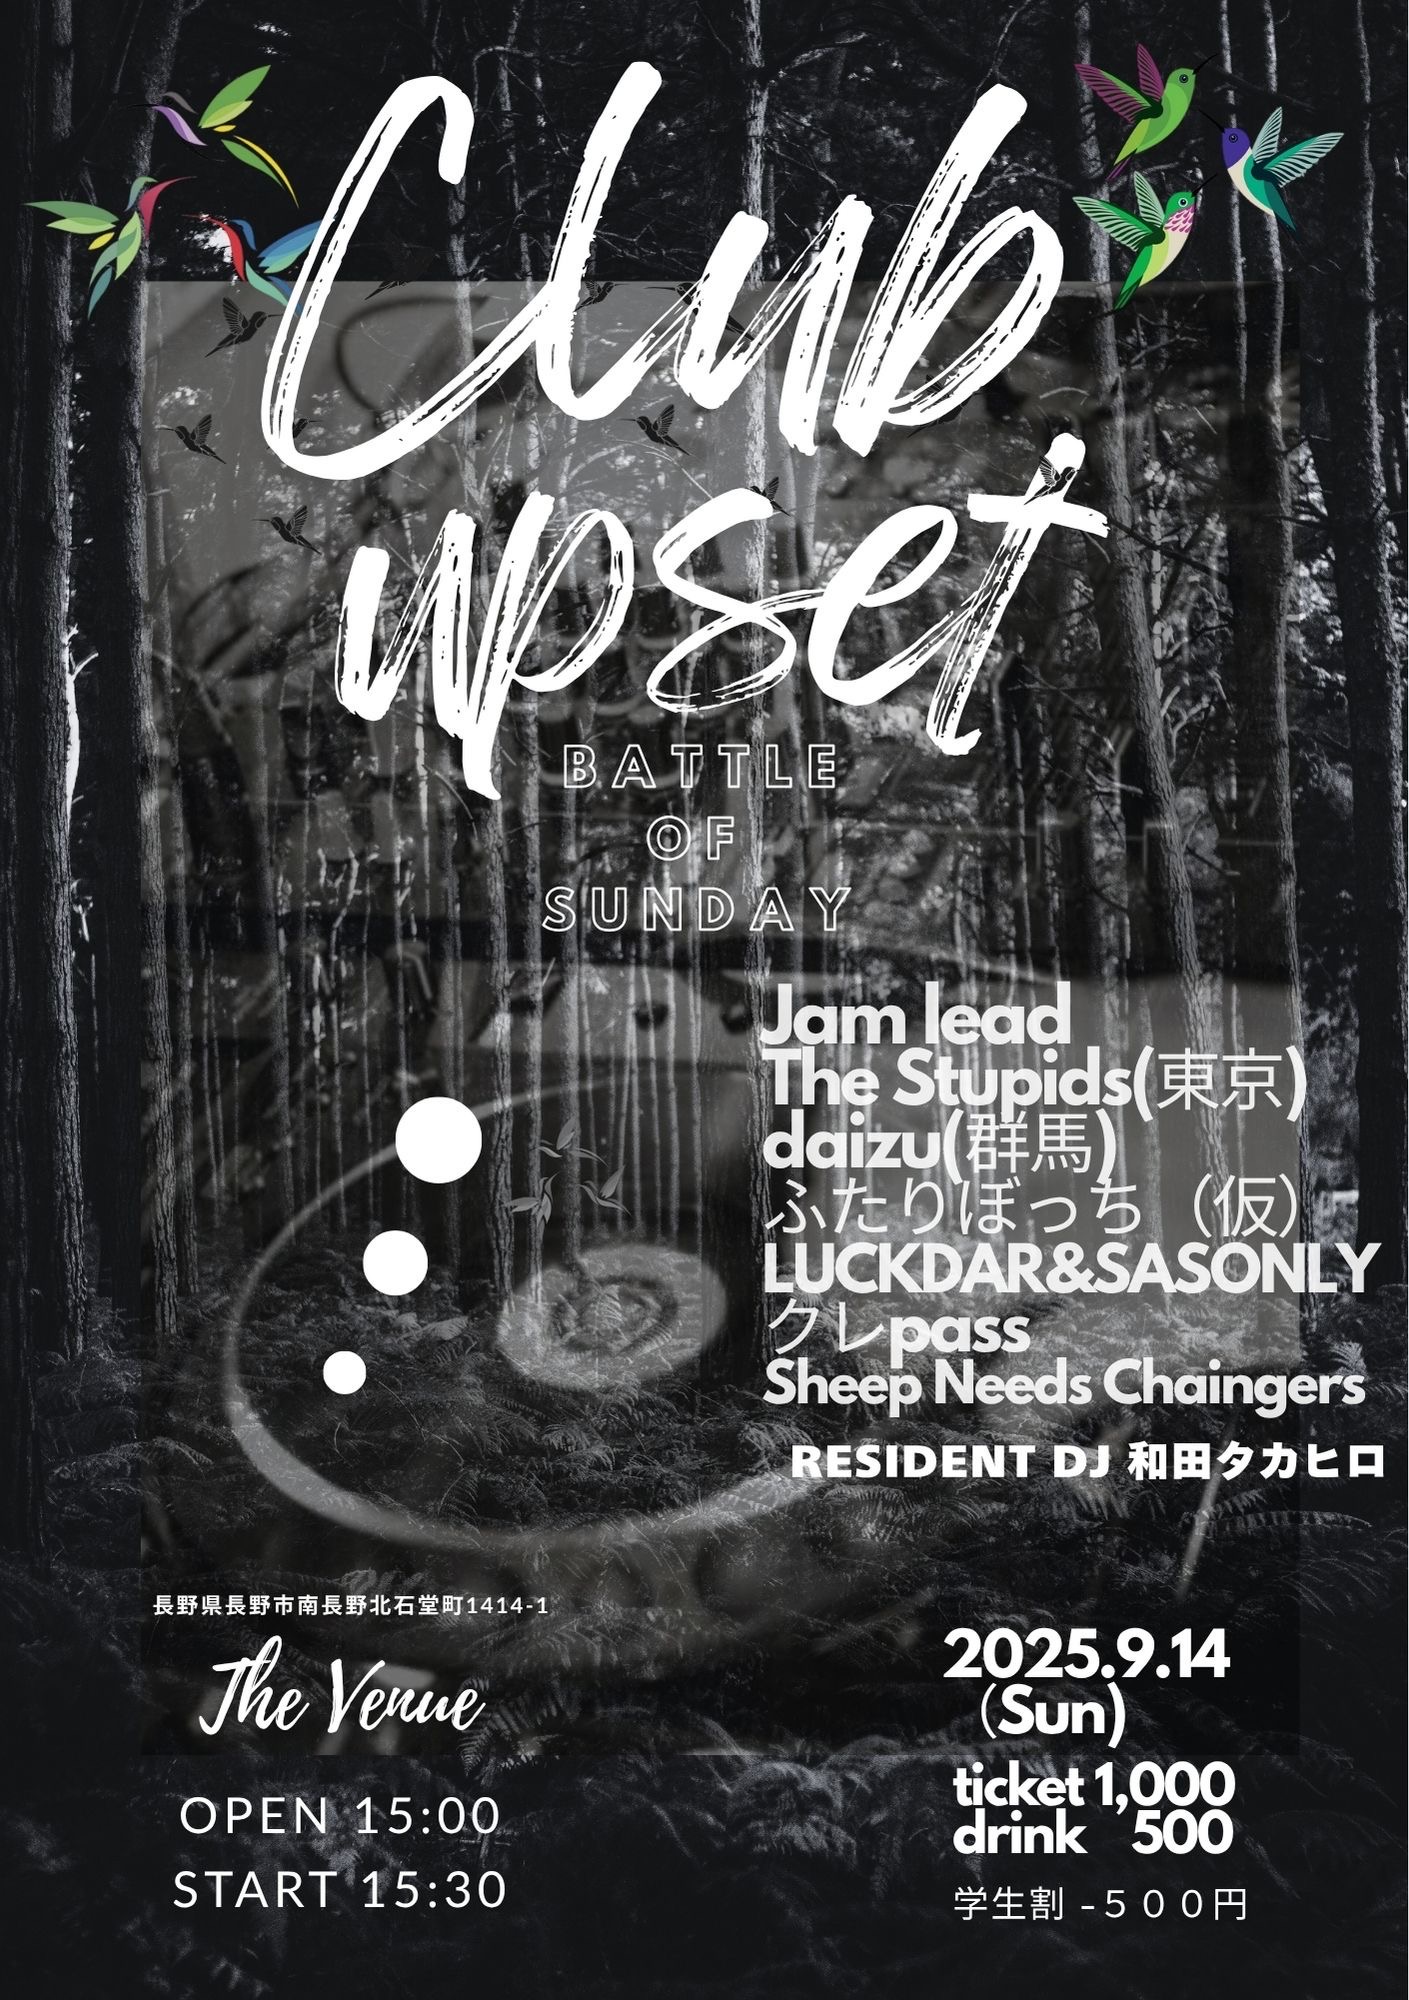 Club
upset
BATTLE
OF
SUNDAY
Jam lead
The Stupids(東京)
daizu(群馬)
ふたりぼっち （仮）
LUCKDAR&SASONLY
クレpass
Sheep Needs Chaingers
RESIDENT DJ 和田タカヒロ
長野県長野市南長野北石堂町1414-1
The Venue
OPEN 15:00
START 15:30
2025.9.14
（Sun)
ticket 1,000
drink 500
学生割 -５００円